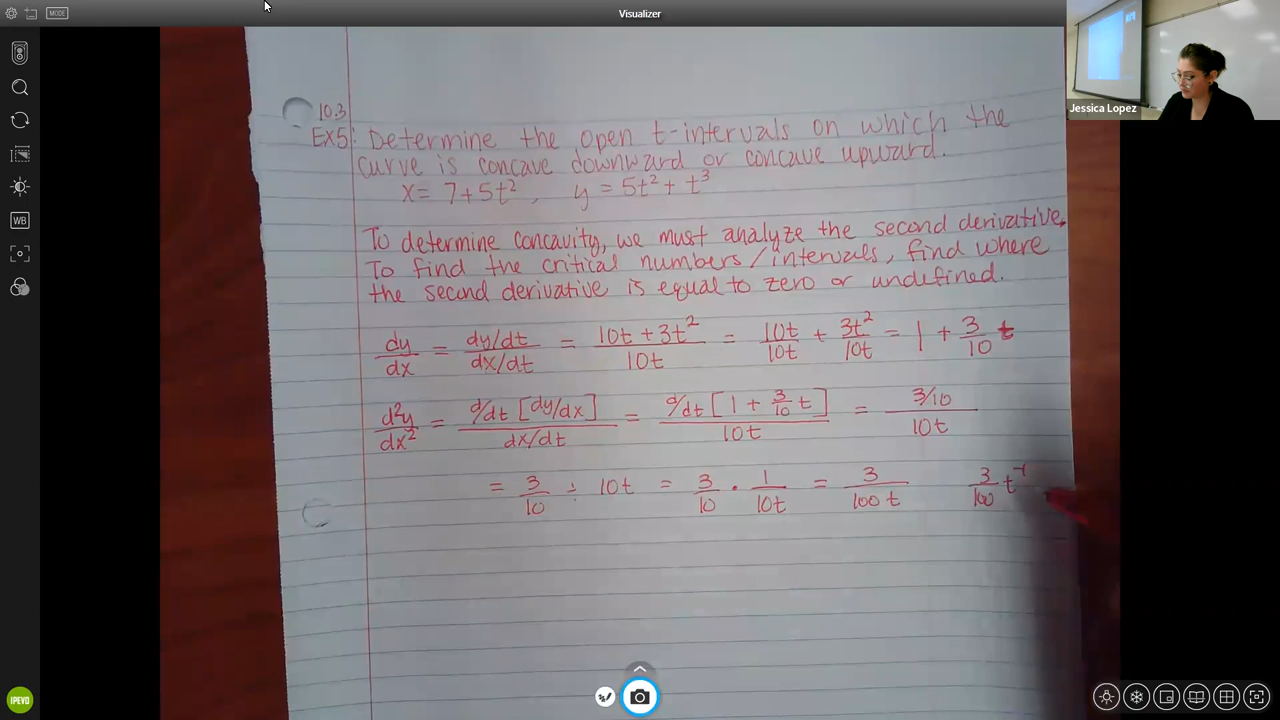 MODE
Visualizer
Jessica Lopez
WB
10.3
EX5: Determine the open t-intervals on which the
curve is concave downward or concave upward.
x = 7+5t², y = 5t² + t³
To determine concavity, we must analyze the second derivative.
To find the critical numbers/intervals, find where
the second derivative is equal to zero or undefined.
dy/dx = (dy/dt)/(dx/dt) = (10t + 3t²)/(10t) = 10t/10t + 3t²/10t = 1 + 3/10 t
d²y/dx² = (d/dt [dy/dx])/(dx/dt) = (d/dt [1 + 3/10 t])/(10t) = (3/10)/(10t)
= 3/10 ÷ 10t = 3/10 · 1/10t = 3/(100t) 3/100 t⁻¹
IPEVO